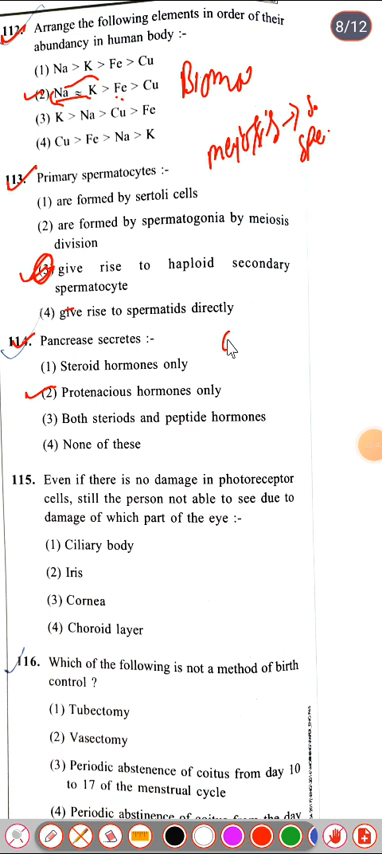 8/12
112. Arrange the following elements in order of their
abundancy in human body :-
(1) Na > K > Fe > Cu
(2) Na ≈ K > Fe > Cu
(3) K > Na > Cu > Fe
(4) Cu > Fe > Na > K
113. Primary spermatocytes :-
(1) are formed by sertoli cells
(2) are formed by spermatogonia by meiosis
division
(3) give rise to haploid secondary
spermatocyte
(4) give rise to spermatids directly
114. Pancrease secretes :-
(1) Steroid hormones only
(2) Protenacious hormones only
(3) Both steriods and peptide hormones
(4) None of these
115. Even if there is no damage in photoreceptor
cells, still the person not able to see due to
damage of which part of the eye :-
(1) Ciliary body
(2) Iris
(3) Cornea
(4) Choroid layer
116. Which of the following is not a method of birth
control ?
(1) Tubectomy
(2) Vasectomy
(3) Periodic abstenence of coitus from day 10
to 17 of the menstrual cycle
(4) Periodic abstinence of coitus from the day